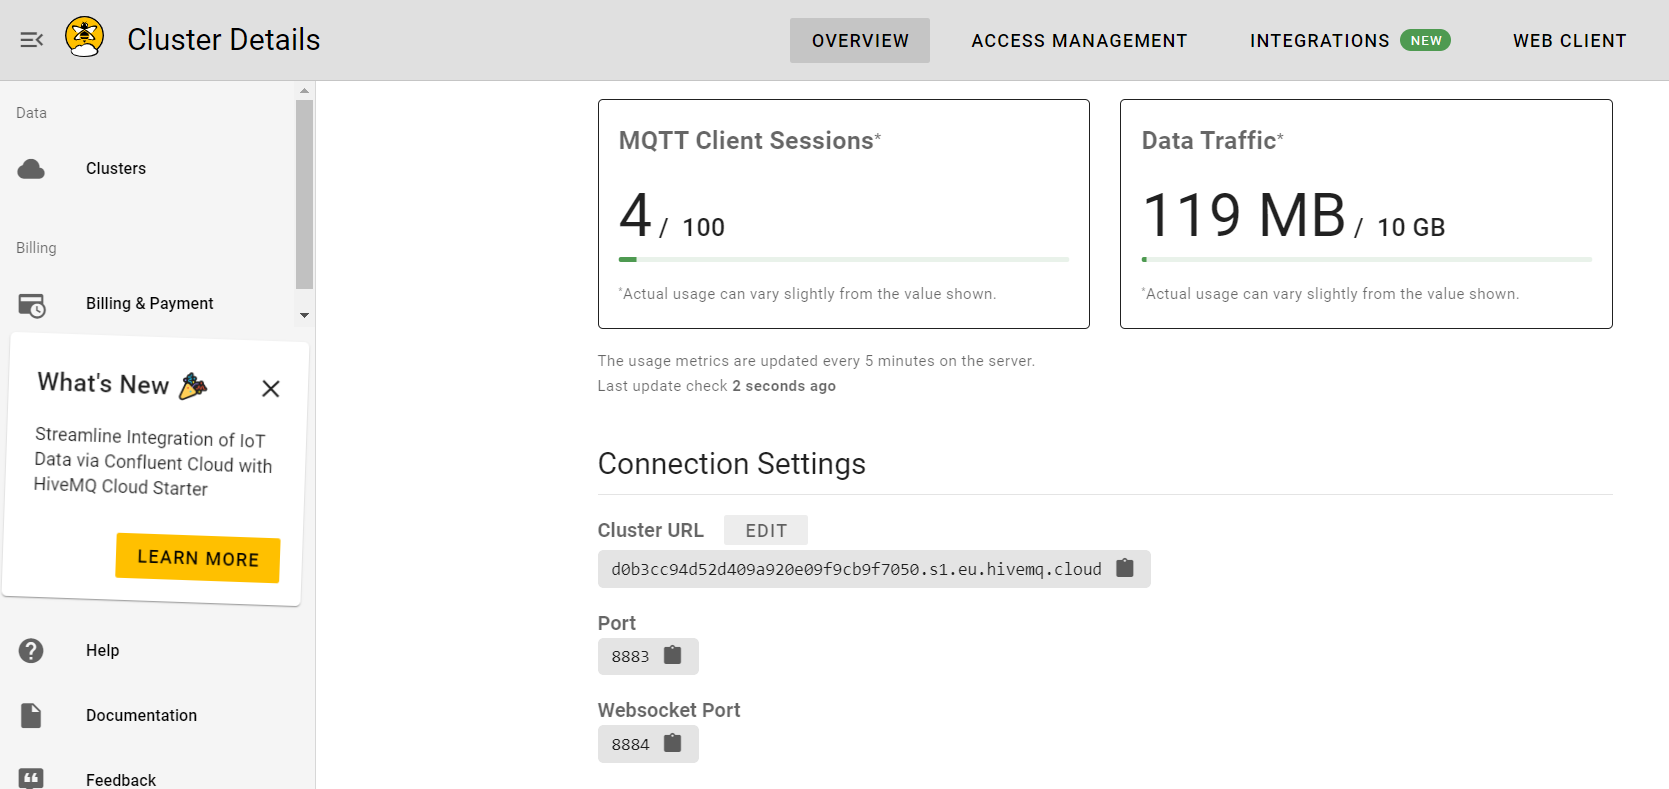 Cluster Details
OVERVIEW
ACCESS MANAGEMENT
INTEGRATIONS NEW
WEB CLIENT
Data
Clusters
Billing
Billing & Payment
What's New
Streamline Integration of IoT
Data via Confluent Cloud with
HiveMQ Cloud Starter
LEARN MORE
Help
Documentation
Feedback
MQTT Client Sessions*
4 / 100
*Actual usage can vary slightly from the value shown.
Data Traffic*
119 MB / 10 GB
*Actual usage can vary slightly from the value shown.
The usage metrics are updated every 5 minutes on the server.
Last update check 2 seconds ago
Connection Settings
Cluster URL EDIT
d0b3cc94d52d409a920e09f9cb9f7050.s1.eu.hivemq.cloud
Port
8883
Websocket Port
8884